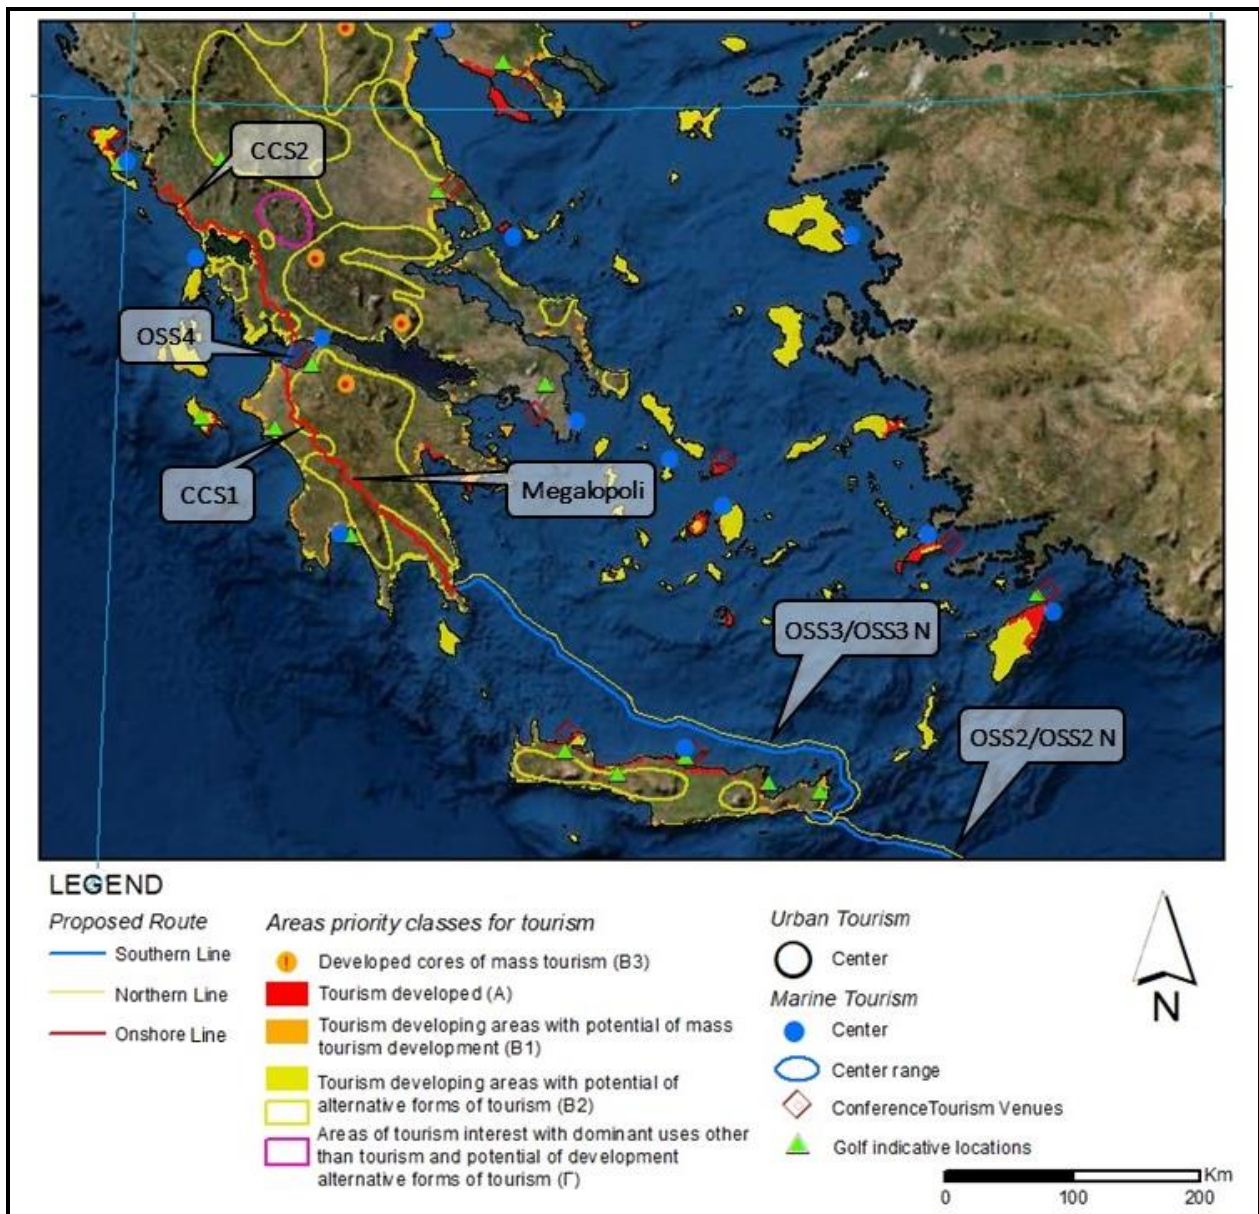 CCS2
OSS4
CCS1
Megalopoli
OSS3/OSS3 N
OSS2/OSS2 N
LEGEND
Proposed Route
Southern Line
Northern Line
Onshore Line
Areas priority classes for tourism
Developed cores of mass tourism (B3)
Tourism developed (A)
Tourism developing areas with potential of mass
tourism development (B1)
Tourism developing areas with potential of
alternative forms of tourism (B2)
Areas of tourism interest with dominant uses other
than tourism and potential of development
alternative forms of tourism (Γ)
Urban Tourism
Center
Marine Tourism
Center
Center range
ConferenceTourism Venues
Golf indicative locations
N
Km
0 100 200